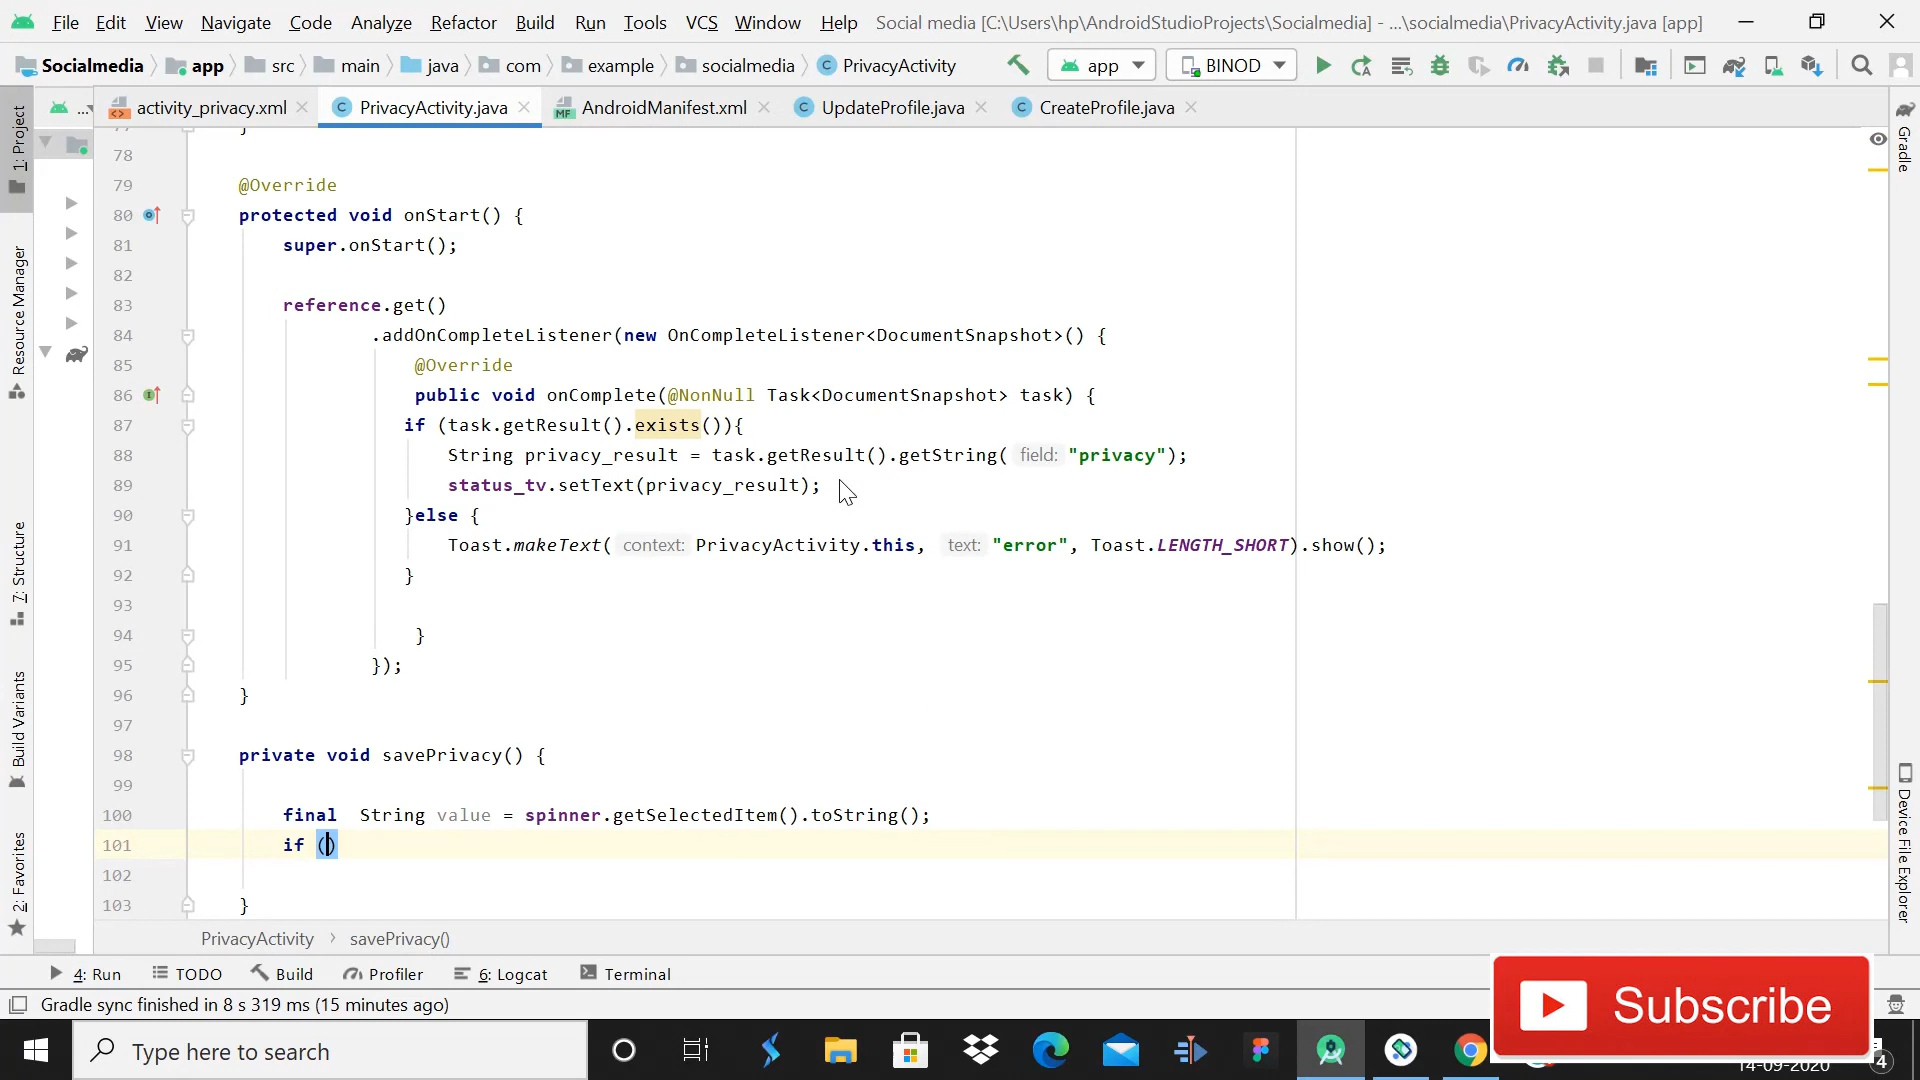 File Edit View Navigate Code Analyze Refactor Build Run Tools VCS Window Help Social media [C:\Users\hp\AndroidStudioProjects\Socialmedia] - ...\socialmedia\PrivacyActivity.java [app]
Socialmedia app src main java com example socialmedia PrivacyActivity app BINOD
... activity_privacy.xml PrivacyActivity.java AndroidManifest.xml UpdateProfile.java CreateProfile.java
1: Project
Resource Manager
7: Structure
Build Variants
2: Favorites
Gradle
Device File Explorer
77 }
78
79 @Override
80 protected void onStart() {
81 super.onStart();
82
83 reference.get()
84 .addOnCompleteListener(new OnCompleteListener<DocumentSnapshot>() {
85 @Override
86 public void onComplete(@NonNull Task<DocumentSnapshot> task) {
87 if (task.getResult().exists()){
88 String privacy_result = task.getResult().getString( field: "privacy");
89 status_tv.setText(privacy_result);
90 }else {
91 Toast.makeText( context: PrivacyActivity.this, text: "error", Toast.LENGTH_SHORT).show();
92 }
93
94 }
95 });
96 }
97
98 private void savePrivacy() {
99
100 final  String value = spinner.getSelectedItem().toString();
101 if ()
102
103 }
PrivacyActivity savePrivacy()
4: Run TODO Build Profiler 6: Logcat Terminal
Gradle sync finished in 8 s 319 ms (15 minutes ago)
Subscribe
Type here to search
14-09-2020 4